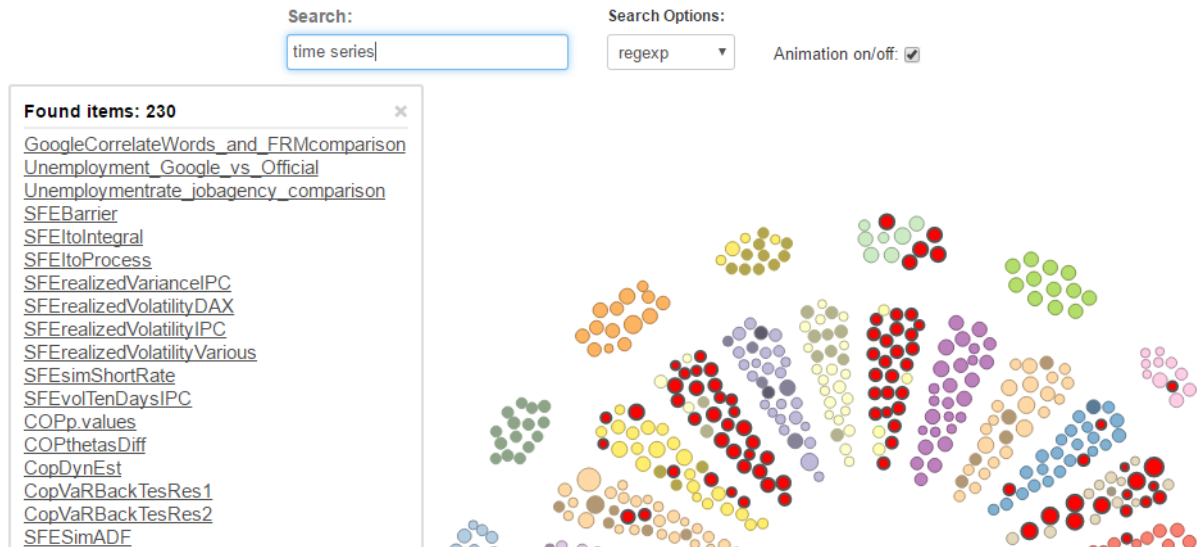 Search:
Search Options:
time series
regexp
Animation on/off:
Found items: 230
GoogleCorrelateWords_and_FRMcomparison
Unemployment_Google_vs_Official
Unemploymentrate_jobagency_comparison
SFEBarrier
SFEItoIntegral
SFEItoProcess
SFErealizedVarianceIPC
SFErealizedVolatilityDAX
SFErealizedVolatilityIPC
SFErealizedVolatilityVarious
SFEsimShortRate
SFEvolTenDaysIPC
COPp.values
COPthetasDiff
CopDynEst
CopVaRBackTesRes1
CopVaRBackTesRes2
SFESimADF